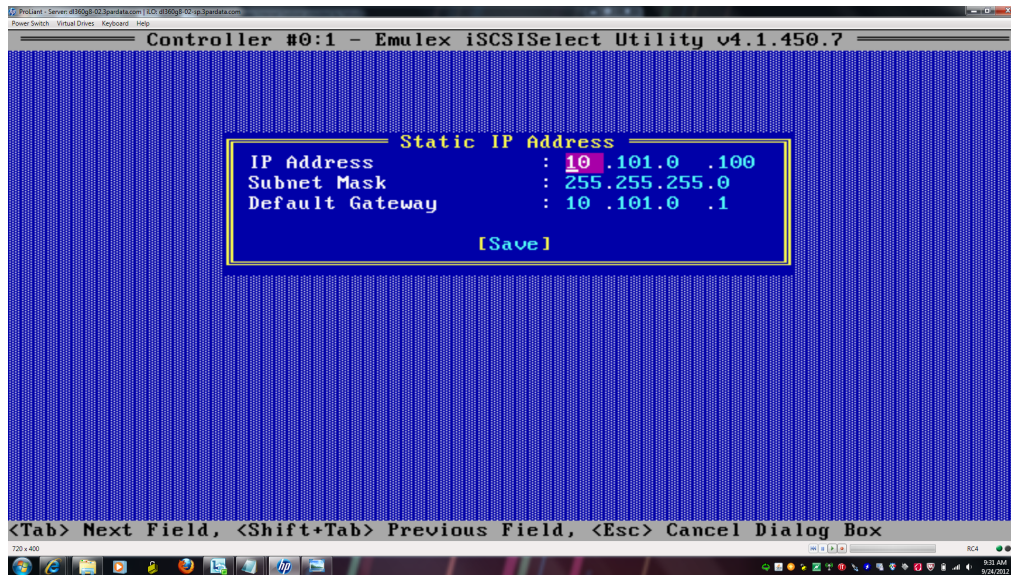 ProLiant - Server: dl360g8-02.3pardata.com | iLO: dl360g8-02-sp.3pardata.com
Power Switch Virtual Drives Keyboard Help
Controller #0:1 - Emulex iSCSISelect Utility v4.1.450.7
Static IP Address
IP Address : 10 .101.0 .100
Subnet Mask : 255.255.255.0
Default Gateway : 10 .101.0 .1
[Save]
<Tab> Next Field, <Shift+Tab> Previous Field, <Esc> Cancel Dialog Box
720 x 400
RC4
hp
9:31 AM
9/24/2012